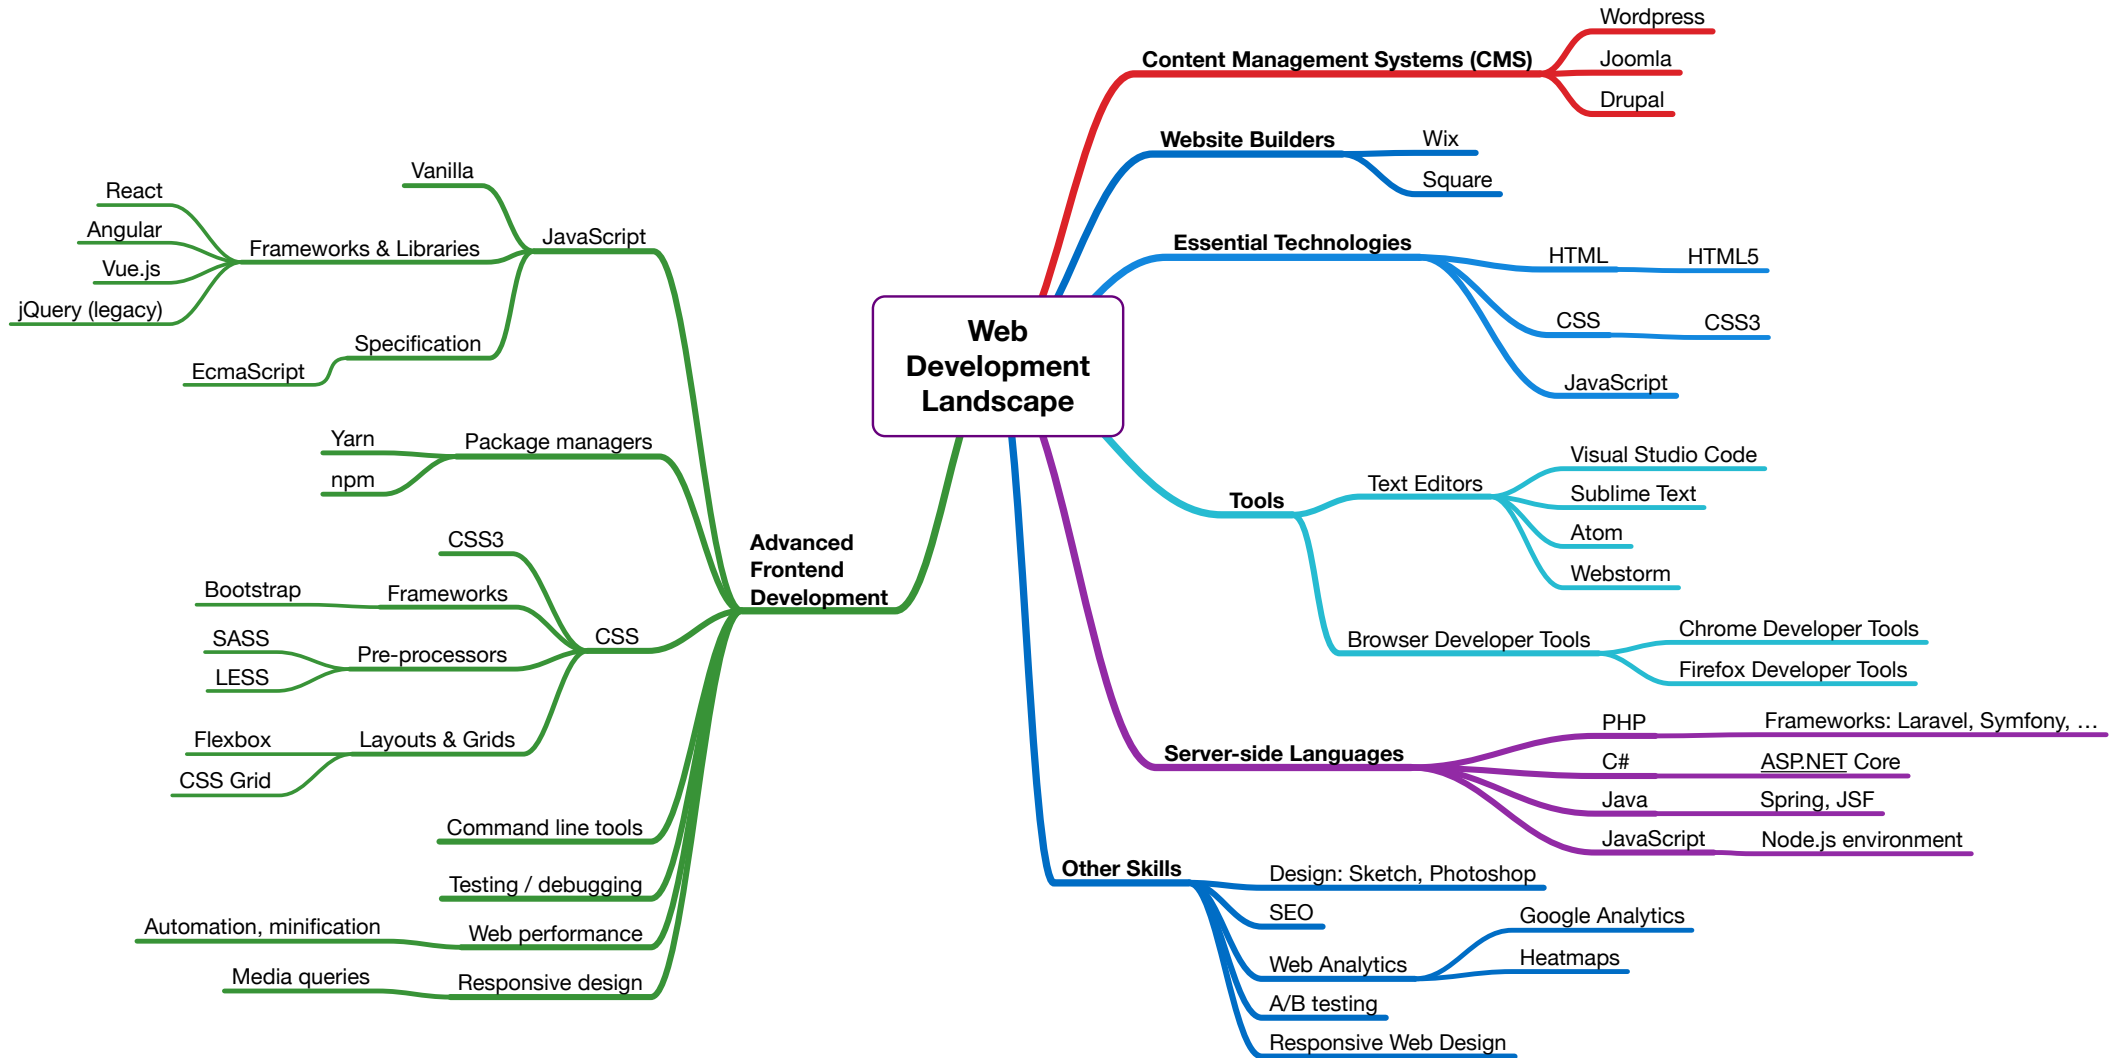 Web
Development
Landscape
Content Management Systems (CMS)
Wordpress
Joomla
Drupal
Website Builders
Wix
Square
Essential Technologies
HTML
HTML5
CSS
CSS3
JavaScript
Tools
Text Editors
Visual Studio Code
Sublime Text
Atom
Webstorm
Browser Developer Tools
Chrome Developer Tools
Firefox Developer Tools
Server-side Languages
PHP
Frameworks: Laravel, Symfony, …
C#
ASP.NET Core
Java
Spring, JSF
JavaScript
Node.js environment
Other Skills
Design: Sketch, Photoshop
SEO
Web Analytics
Google Analytics
Heatmaps
A/B testing
Responsive Web Design
Advanced
Frontend
Development
JavaScript
Vanilla
Frameworks & Libraries
React
Angular
Vue.js
jQuery (legacy)
Specification
EcmaScript
Package managers
Yarn
npm
CSS
CSS3
Frameworks
Bootstrap
Pre-processors
SASS
LESS
Layouts & Grids
Flexbox
CSS Grid
Command line tools
Testing / debugging
Web performance
Automation, minification
Responsive design
Media queries